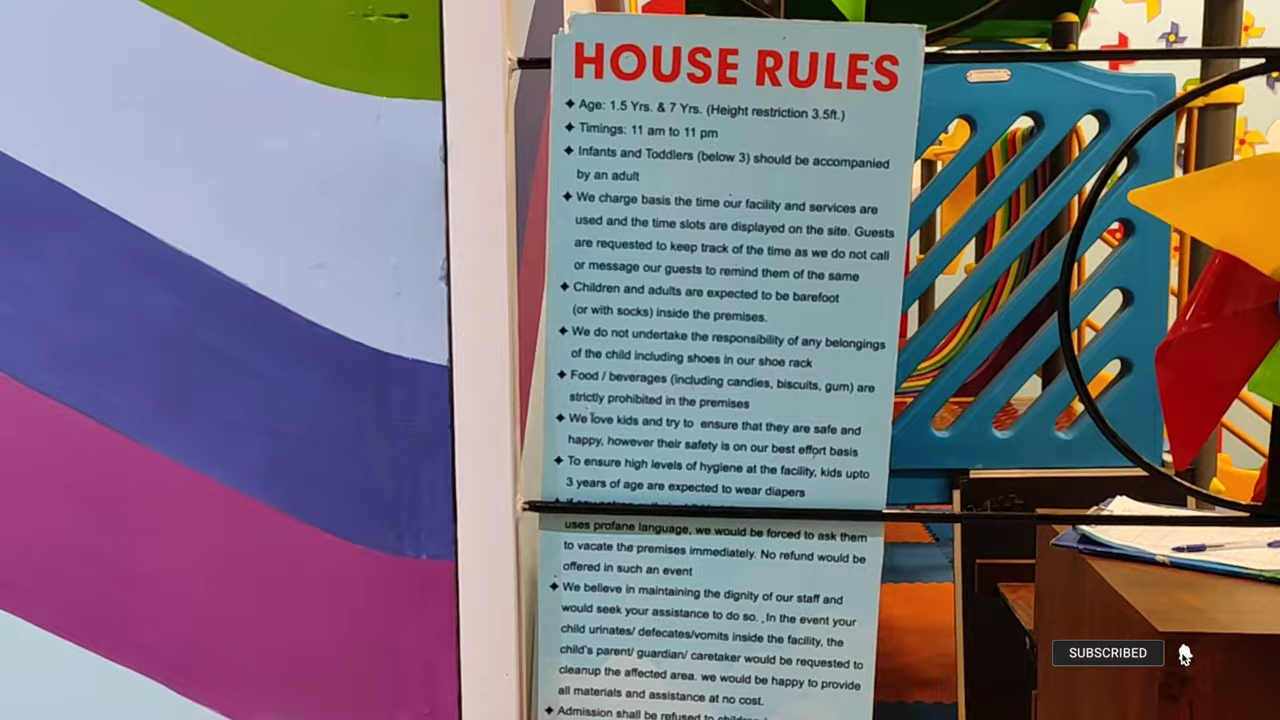 HOUSE RULES
✦ Age: 1.5 Yrs. & 7 Yrs. (Height restriction 3.5ft.)
✦ Timings: 11 am to 11 pm
✦ Infants and Toddlers (below 3) should be accompanied
by an adult
✦ We charge basis the time our facility and services are
used and the time slots are displayed on the site. Guests
are requested to keep track of the time as we do not call
or message our guests to remind them of the same
✦ Children and adults are expected to be barefoot
(or with socks) inside the premises.
✦ We do not undertake the responsibility of any belongings
of the child including shoes in our shoe rack
✦ Food / beverages (including candies, biscuits, gum) are
strictly prohibited in the premises
✦ We love kids and try to ensure that they are safe and
happy, however their safety is on our best effort basis
✦ To ensure high levels of hygiene at the facility, kids upto
3 years of age are expected to wear diapers
uses profane language, we would be forced to ask them
to vacate the premises immediately. No refund would be
offered in such an event
✦ We believe in maintaining the dignity of our staff and
would seek your assistance to do so. In the event your
child urinates/ defecates/vomits inside the facility, the
child's parent/ guardian/ caretaker would be requested to
cleanup the affected area. we would be happy to provide
all materials and assistance at no cost.
✦ Admission shall be refused to
SUBSCRIBED